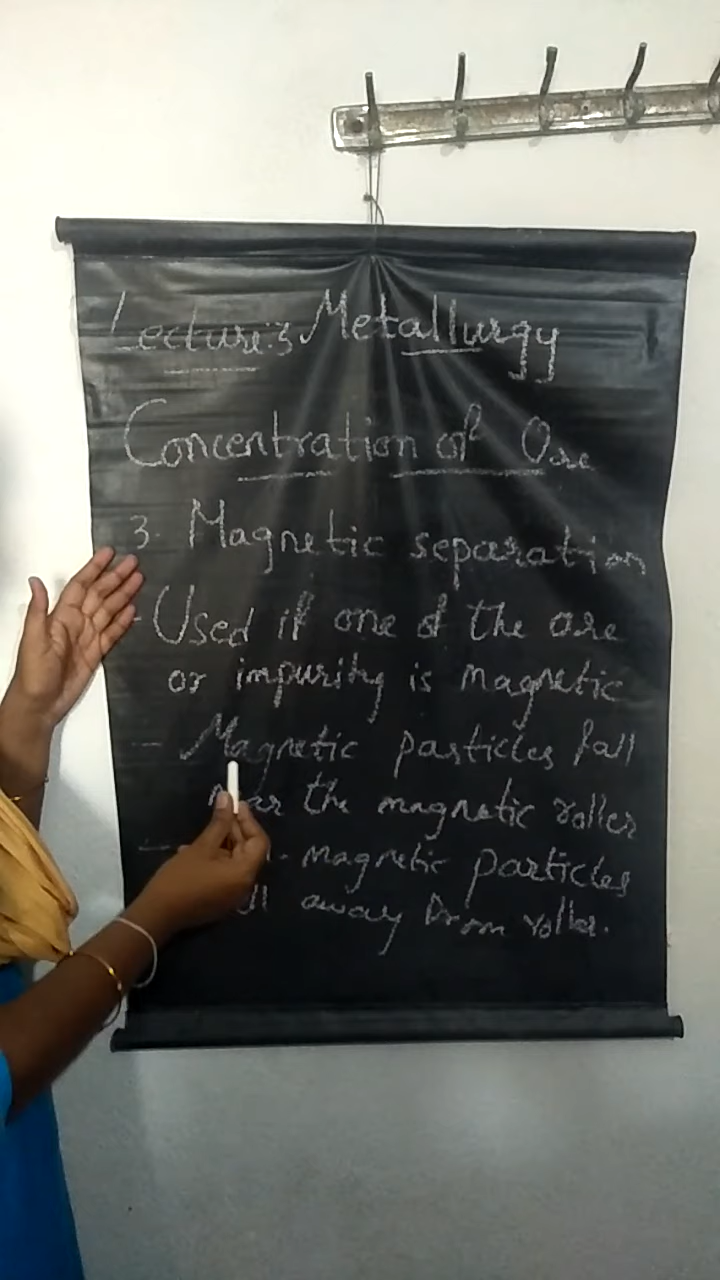 Lecture:3 Metallurgy
Concentration of Ore
3. Magnetic separation
- Used if one of the ore
or impurity is magnetic
- Magnetic particles fall
the magnetic roller
- magnetic particles
away from roller.